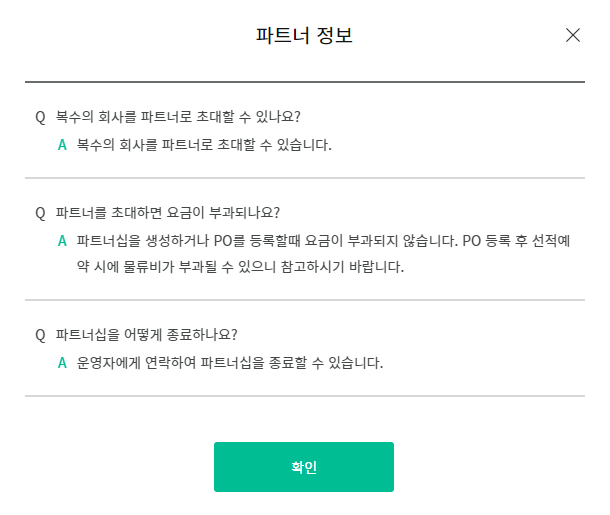 파트너 정보
Q 복수의 회사를 파트너로 초대할 수 있나요?
A 복수의 회사를 파트너로 초대할 수 있습니다.
Q 파트너를 초대하면 요금이 부과되나요?
A 파트너십을 생성하거나 PO를 등록할때 요금이 부과되지 않습니다. PO 등록 후 선적예
약 시에 물류비가 부과될 수 있으니 참고하시기 바랍니다.
Q 파트너십을 어떻게 종료하나요?
A 운영자에게 연락하여 파트너십을 종료할 수 있습니다.
확인